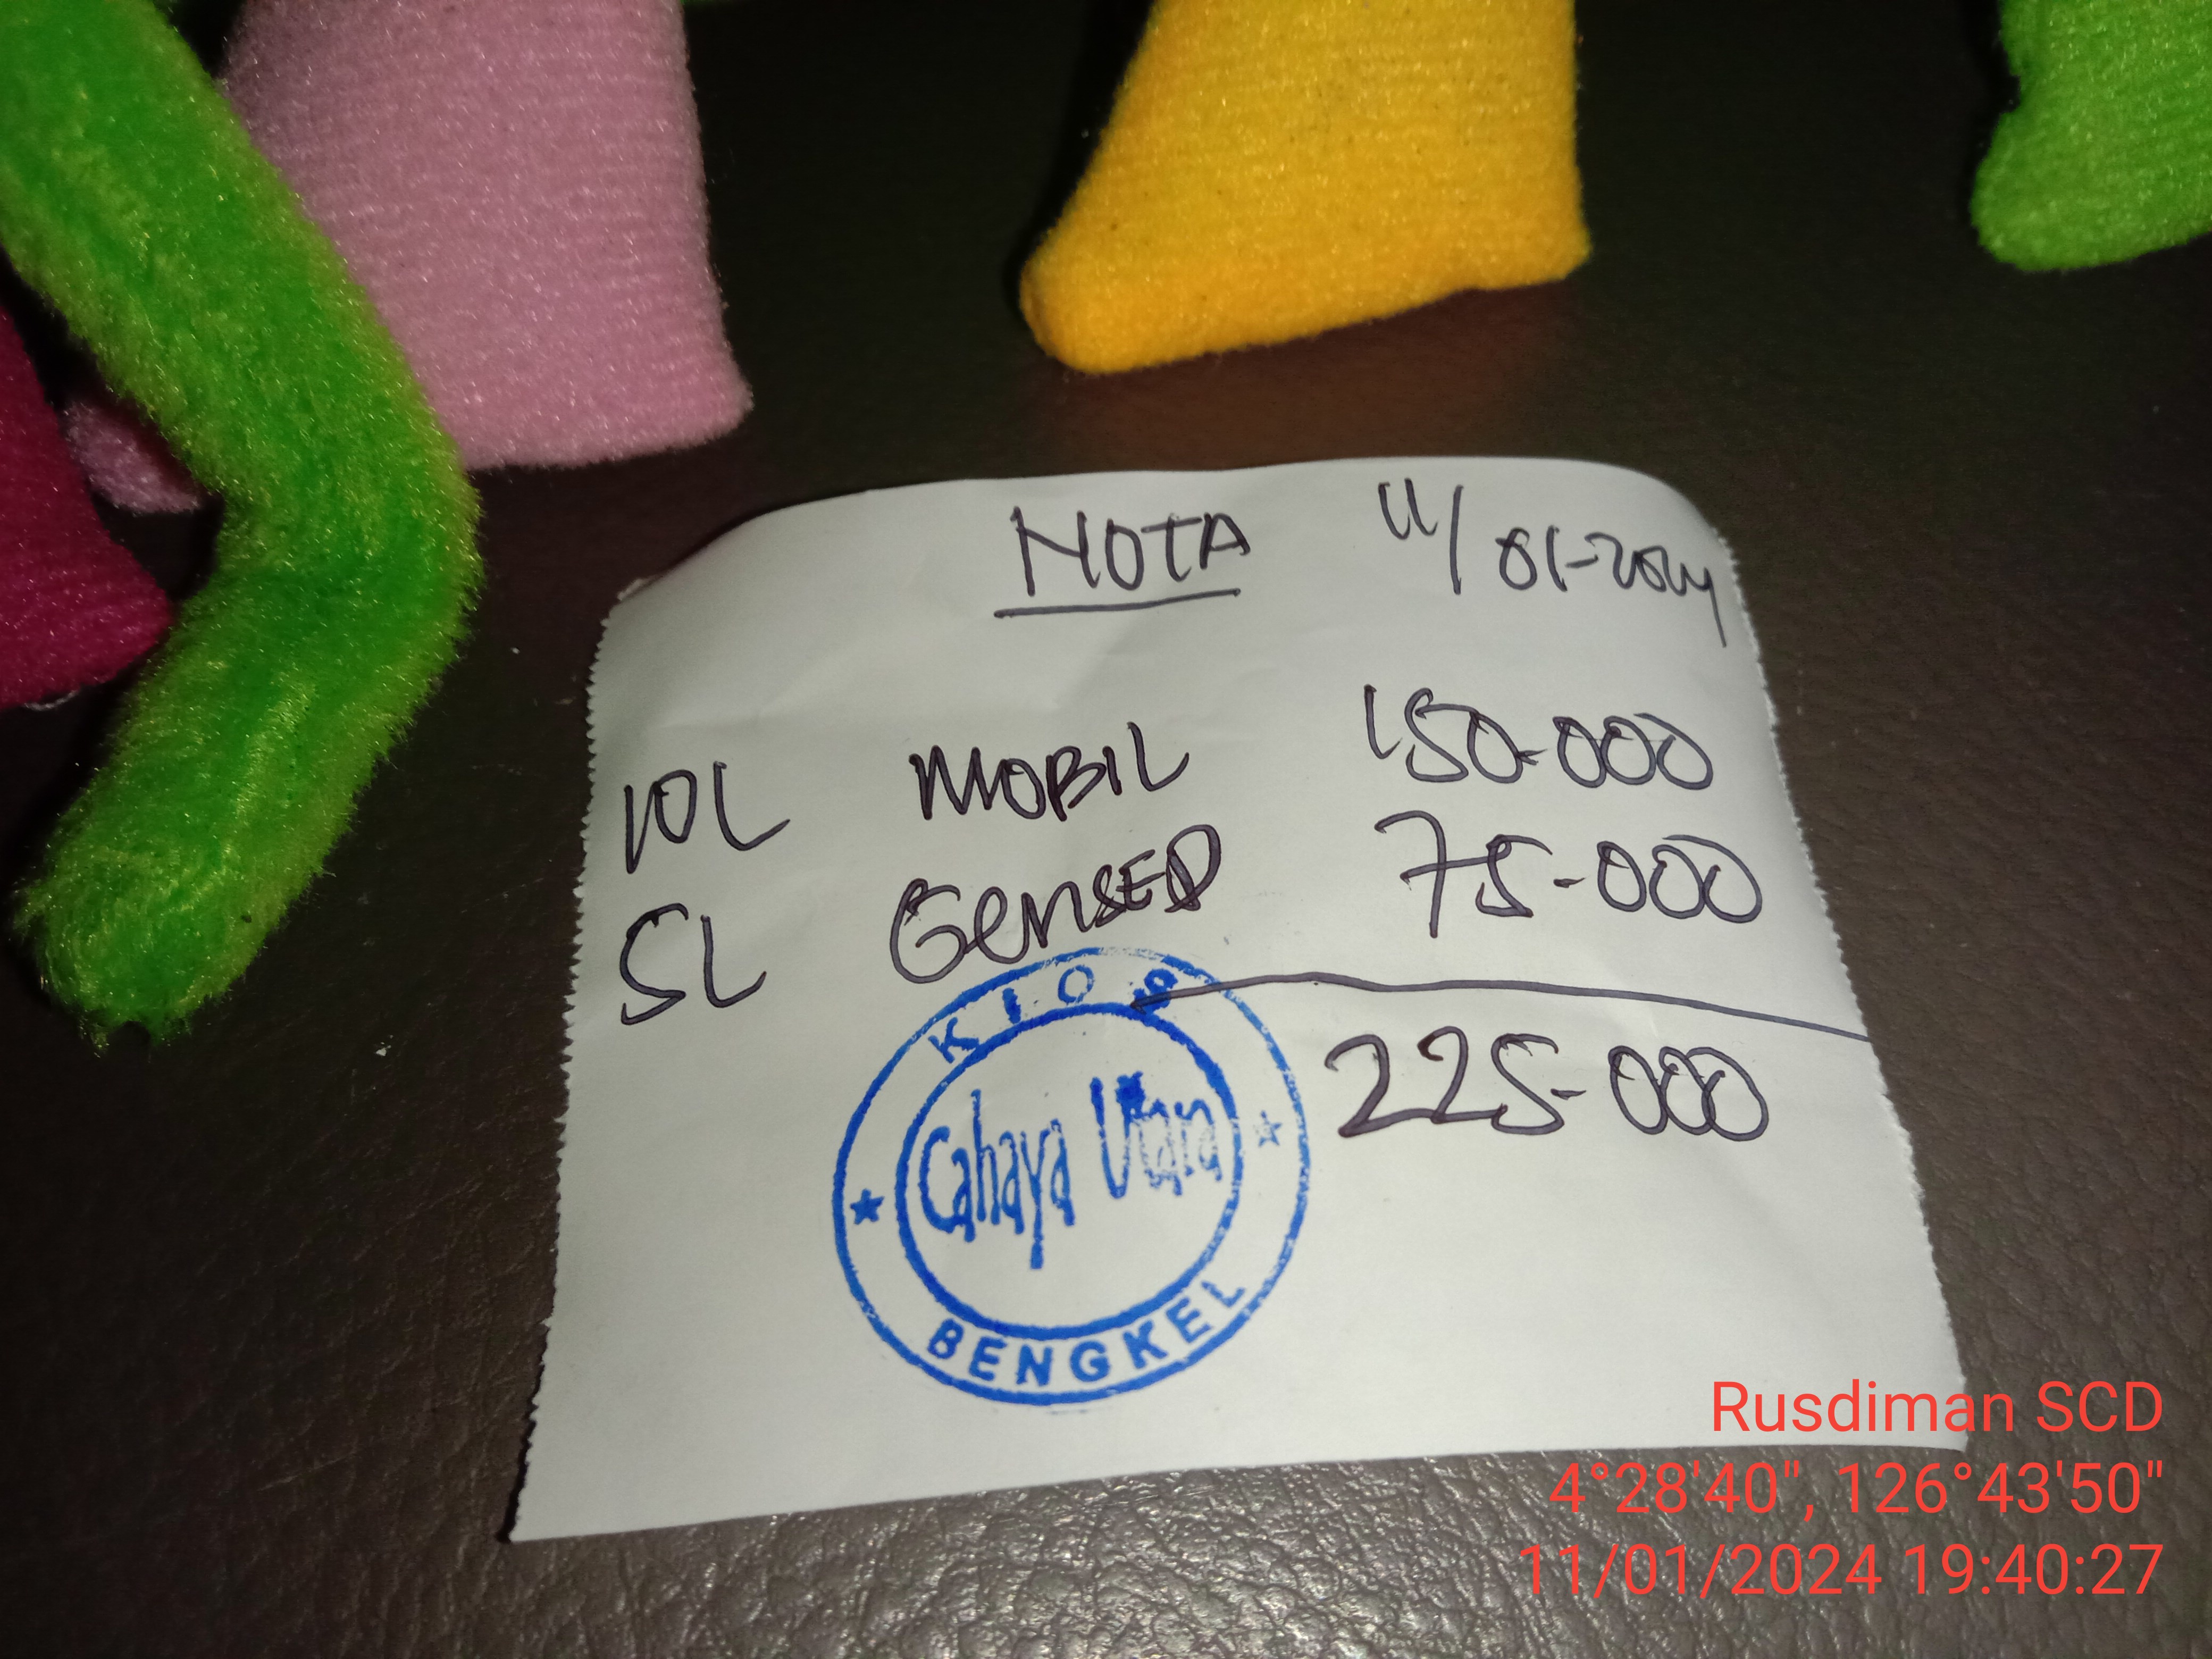 NOTA 11/01-2024
10L MOBIL 150.000
5L GENSED 75-000
225-000
KIOS
Cahaya Utara
BENGKEL
Rusdiman SCD
4°28'40", 126°43'50"
11/01/2024 19:40:27